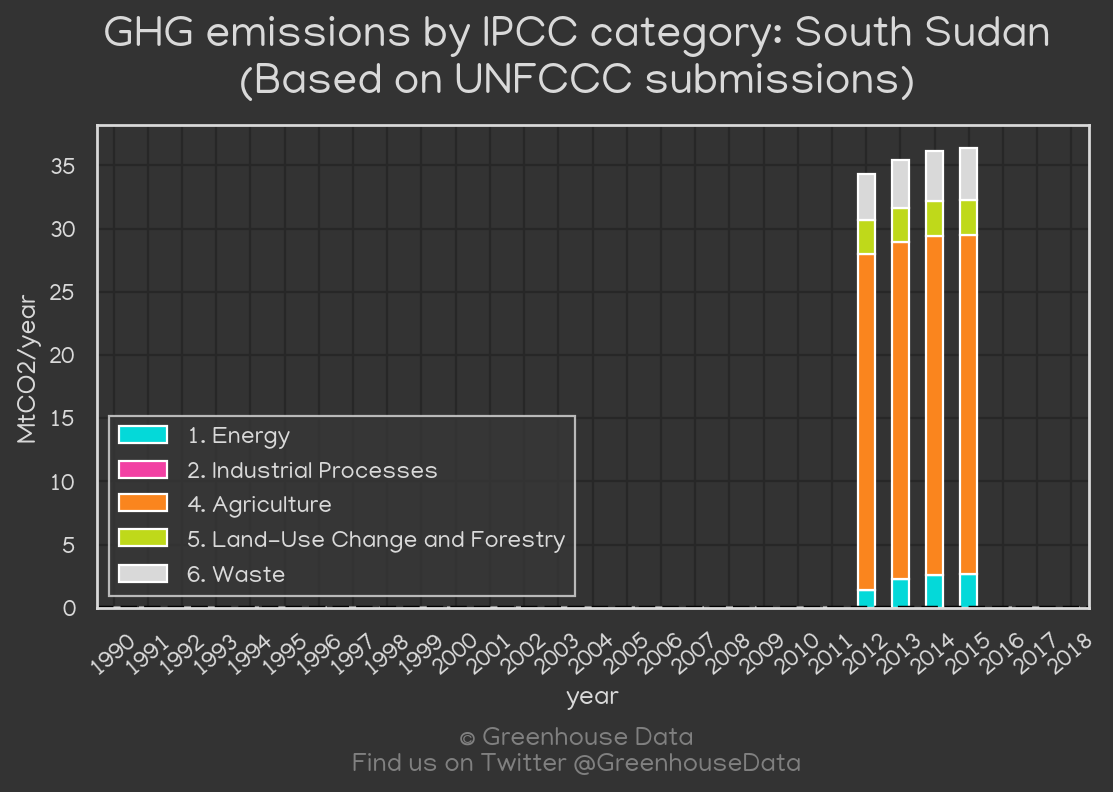 GHG emissions by IPCC category: South Sudan
(Based on UNFCCC submissions)
MtCO2/year
35
30
25
20
15
10
5
0
1. Energy
2. Industrial Processes
4. Agriculture
5. Land-Use Change and Forestry
6. Waste
1990 1991 1992 1993 1994 1995 1996 1997 1998 1999 2000 2001 2002 2003 2004 2005 2006 2007 2008 2009 2010 2011 2012 2013 2014 2015 2016 2017 2018
year
© Greenhouse Data
Find us on Twitter @GreenhouseData